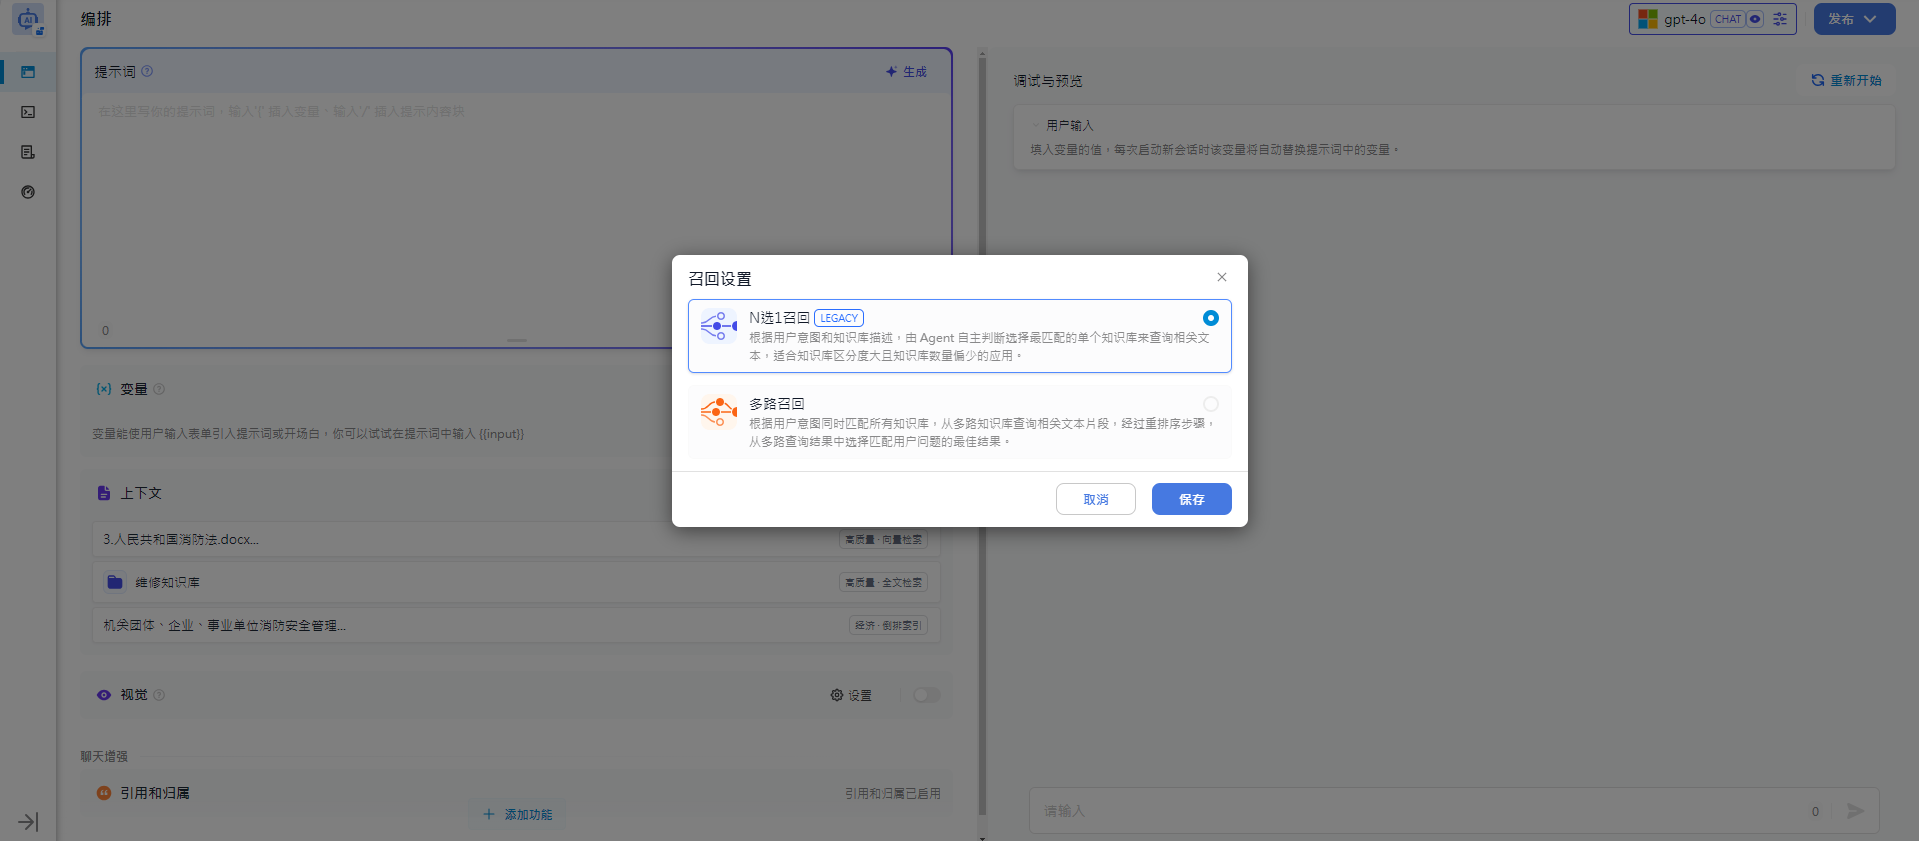 编排
gpt-4o CHAT
发布
提示词
生成
在这里写你的提示词，输入'{' 插入变量、输入'/' 插入提示内容块
0
调试与预览
重新开始
用户输入
填入变量的值，每次启动新会话时该变量将自动替换提示词中的变量。
召回设置
N选1召回 LEGACY
根据用户意图和知识库描述，由 Agent 自主判断选择最匹配的单个知识库来查询相关文
本，适合知识库区分度大且知识库数量偏少的应用。
多路召回
根据用户意图同时匹配所有知识库，从多路知识库查询相关文本片段，经过重排序步骤，
从多路查询结果中选择匹配用户问题的最佳结果。
取消
保存
变量
变量能使用户输入表单引入提示词或开场白，你可以试试在提示词中输入 {{input}}
上下文
3.人民共和国消防法.docx...
高质量 · 向量检索
维修知识库
高质量 · 全文检索
机关团体、企业、事业单位消防安全管理...
经济 · 倒排索引
视觉
设置
聊天增强
引用和归属
引用和归属已启用
添加功能
请输入
0